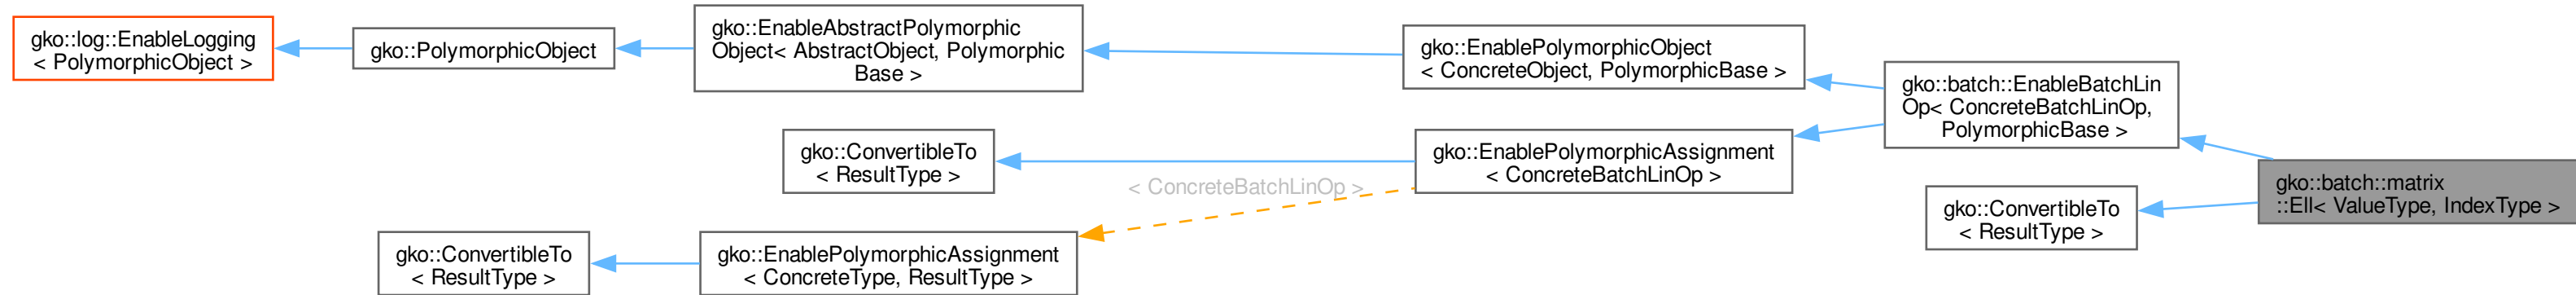 gko::log::EnableLogging
< PolymorphicObject >
gko::PolymorphicObject
gko::EnableAbstractPolymorphic
Object< AbstractObject, Polymorphic
Base >
gko::EnablePolymorphicObject
< ConcreteObject, PolymorphicBase >
gko::batch::EnableBatchLin
Op< ConcreteBatchLinOp,
PolymorphicBase >
gko::ConvertibleTo
< ResultType >
gko::EnablePolymorphicAssignment
< ConcreteBatchLinOp >
< ConcreteBatchLinOp >
gko::batch::matrix
::Ell< ValueType, IndexType >
gko::ConvertibleTo
< ResultType >
gko::ConvertibleTo
< ResultType >
gko::EnablePolymorphicAssignment
< ConcreteType, ResultType >